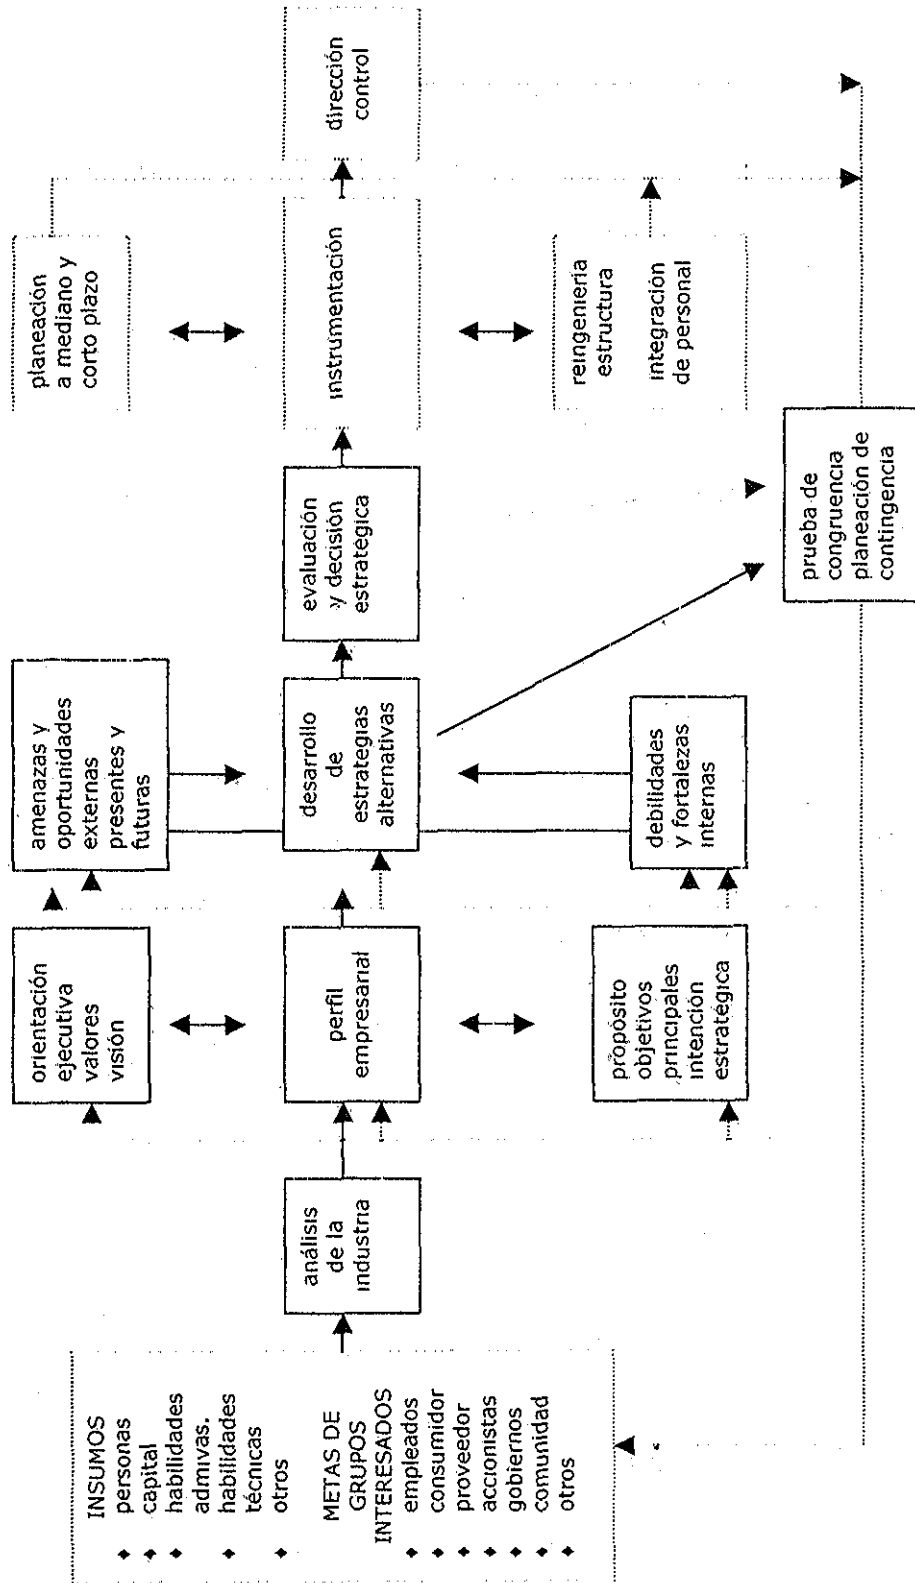 INSUMOS
♦ personas
♦ capital
♦ habilidades
admivas.
♦ habilidades
técnicas
♦ otros
METAS DE
GRUPOS
INTERESADOS
♦ empleados
♦ consumidor
♦ proveedor
♦ accionistas
♦ gobiernos
♦ comunidad
♦ otros
análisis
de la
industria
orientación
ejecutiva
valores
visión
perfil
empresarial
propósito
objetivos
principales
intención
estratégica
amenazas y
oportunidades
externas
presentes y
futuras
desarrollo
de
estrategias
alternativas
debilidades
y fortalezas
internas
evaluación
y decisión
estratégica
planeación
a mediano y
corto plazo
instrumentación
reingeniería
estructura
integración
de personal
dirección
control
prueba de
congruencia
planeación de
contingencia